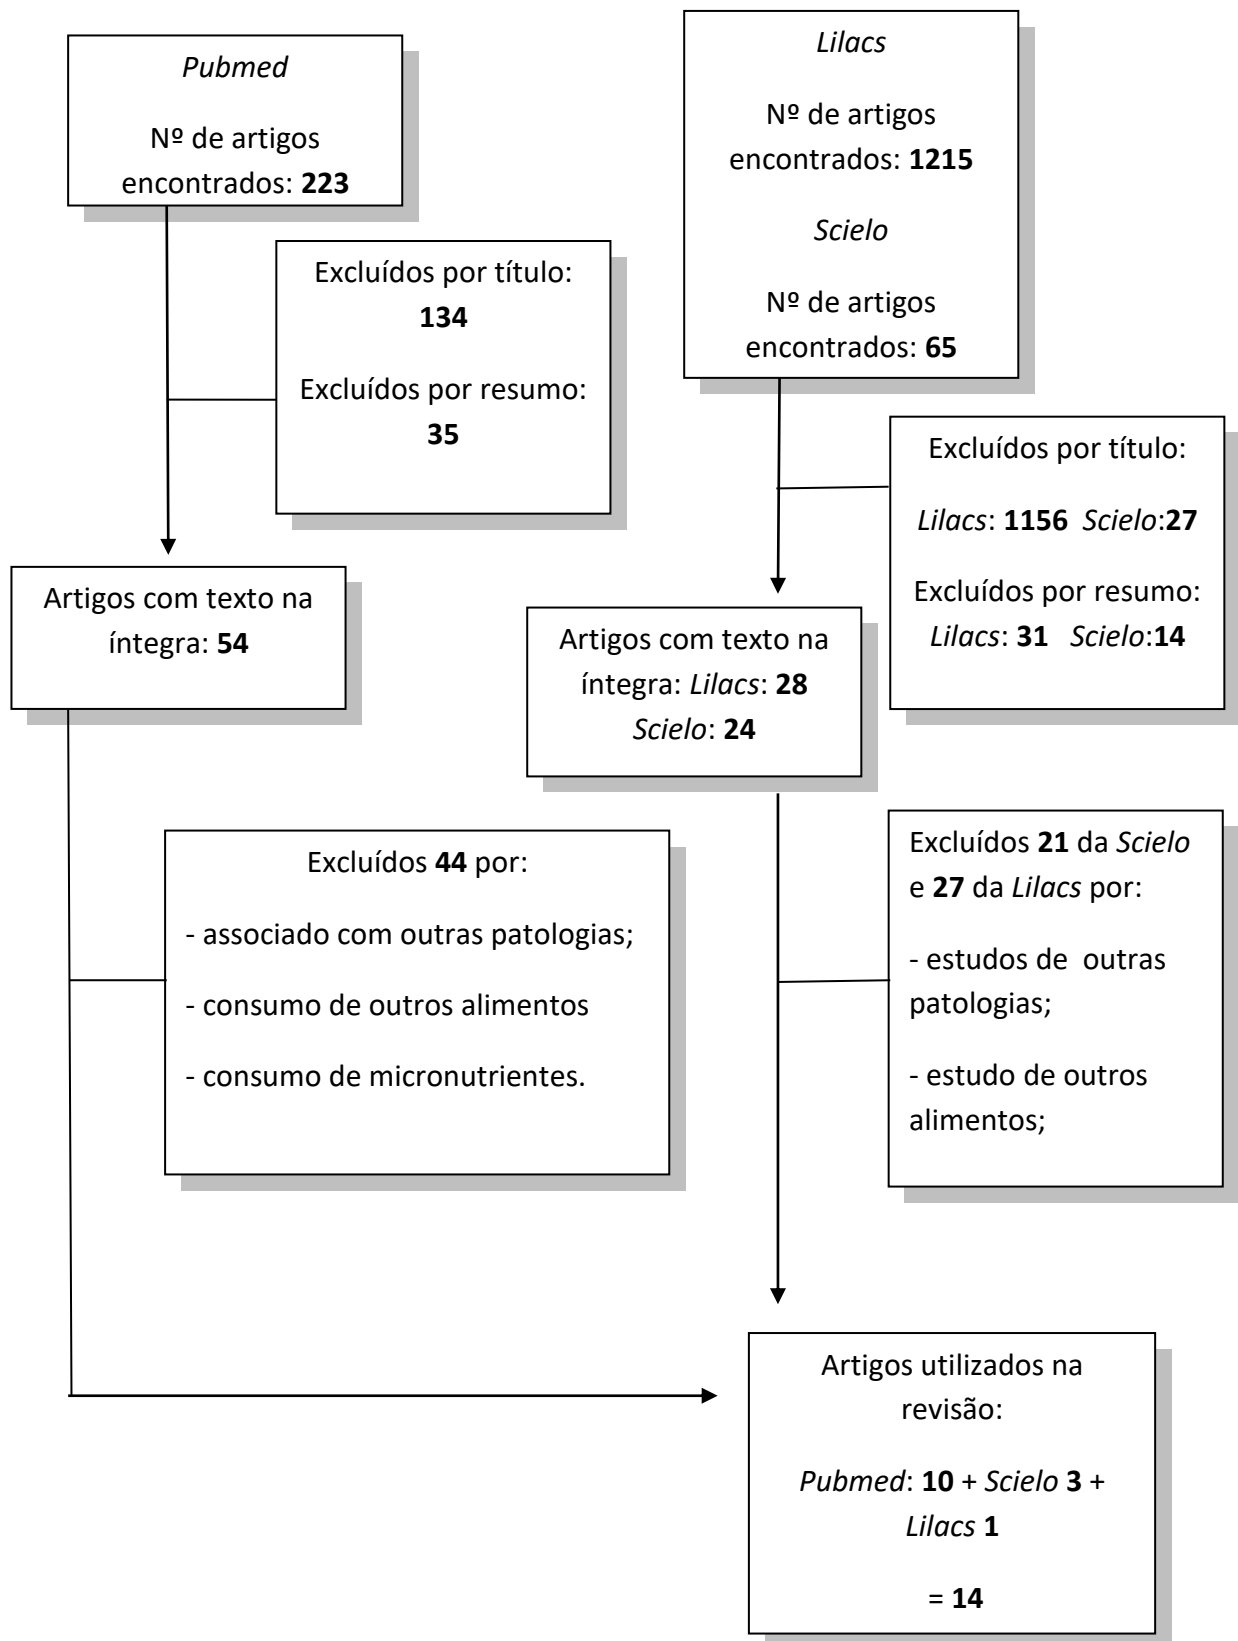 Pubmed
Nº de artigos
encontrados: 223
Lilacs
Nº de artigos
encontrados: 1215
Scielo
Nº de artigos
encontrados: 65
Excluídos por título:
134
Excluídos por resumo:
35
Excluídos por título:
Lilacs: 1156 Scielo:27
Excluídos por resumo:
Lilacs: 31 Scielo:14
Artigos com texto na
íntegra: 54
Artigos com texto na
íntegra: Lilacs: 28
Scielo: 24
Excluídos 44 por:
- associado com outras patologias;
- consumo de outros alimentos
- consumo de micronutrientes.
Excluídos 21 da Scielo
e 27 da Lilacs por:
- estudos de outras
patologias;
- estudo de outros
alimentos;
Artigos utilizados na
revisão:
Pubmed: 10 + Scielo 3 +
Lilacs 1
= 14